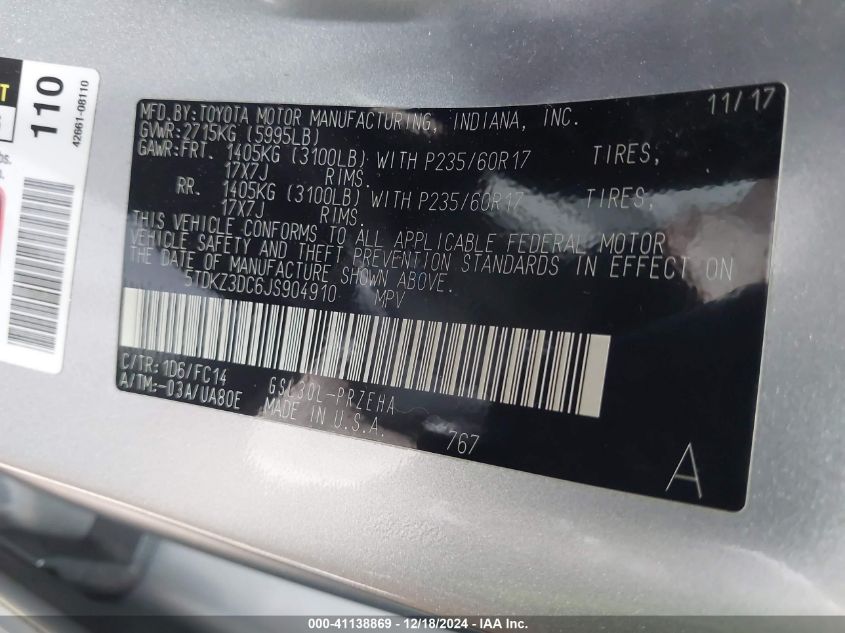 110
42661-08110
MFD.BY:TOYOTA MOTOR MANUFACTURING, INDIANA, INC. 11/17
GVWR:2715KG (5995LB)
GAWR:FRT. 1405KG (3100LB) WITH P235/60R17 TIRES,
17X7J RIMS.
RR. 1405KG (3100LB) WITH P235/60R17 TIRES,
17X7J RIMS.
THIS VEHICLE CONFORMS TO ALL APPLICABLE FEDERAL MOTOR
VEHICLE SAFETY AND THEFT PREVENTION STANDARDS IN EFFECT ON
THE DATE OF MANUFACTURE SHOWN ABOVE.
5TDKZ3DC6JS904910 MPV
C/TR:1D6/FC14
A/TM:-03A/UA80E GSL30L-PRZEHA
MADE IN U.S.A. 767
A
000-41138869 • 12/18/2024 - IAA Inc.